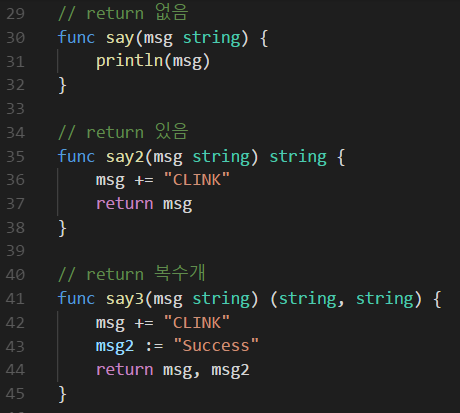 29 // return 없음
30 func say(msg string) {
31     println(msg)
32 }
33
34 // return 있음
35 func say2(msg string) string {
36     msg += "CLINK"
37     return msg
38 }
39
40 // return 복수개
41 func say3(msg string) (string, string) {
42     msg += "CLINK"
43     msg2 := "Success"
44     return msg, msg2
45 }